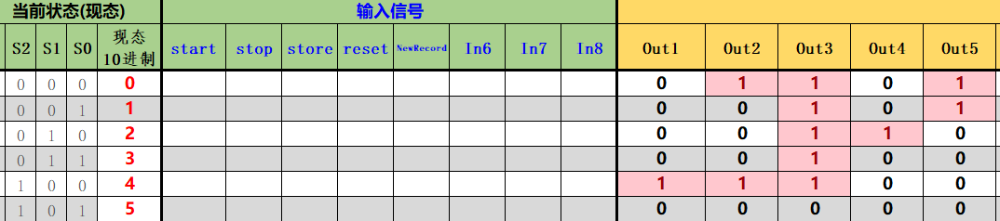 当前状态(现态) 输入信号
S2 S1 S0 现态 10进制 start stop store reset NewRecord In6 In7 In8 Out1 Out2 Out3 Out4 Out5
0 0 0 0 0 1 1 0 1
0 0 1 1 0 0 1 0 1
0 1 0 2 0 0 1 1 0
0 1 1 3 0 0 1 0 0
1 0 0 4 1 1 1 0 0
1 0 1 5 0 0 0 0 0